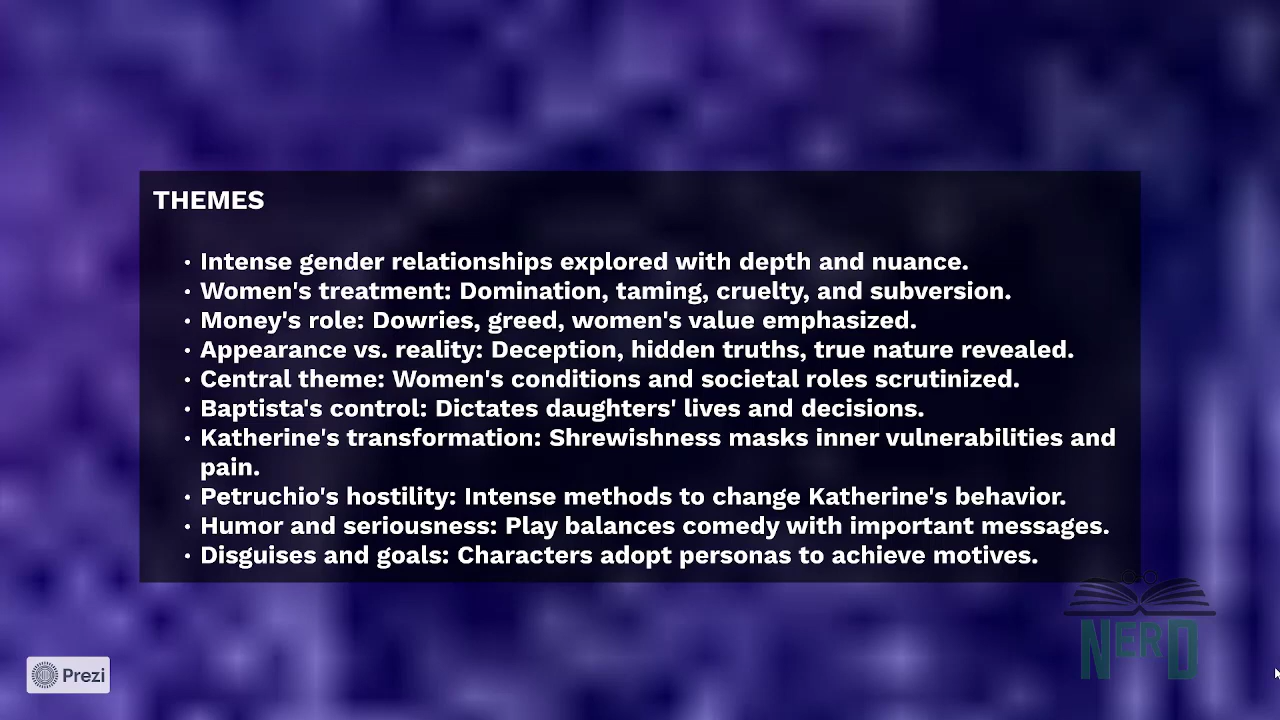 THEMES
• Intense gender relationships explored with depth and nuance.
• Women's treatment: Domination, taming, cruelty, and subversion.
• Money's role: Dowries, greed, women's value emphasized.
• Appearance vs. reality: Deception, hidden truths, true nature revealed.
• Central theme: Women's conditions and societal roles scrutinized.
• Baptista's control: Dictates daughters' lives and decisions.
• Katherine's transformation: Shrewishness masks inner vulnerabilities and
pain.
• Petruchio's hostility: Intense methods to change Katherine's behavior.
• Humor and seriousness: Play balances comedy with important messages.
• Disguises and goals: Characters adopt personas to achieve motives.
NERD
Prezi